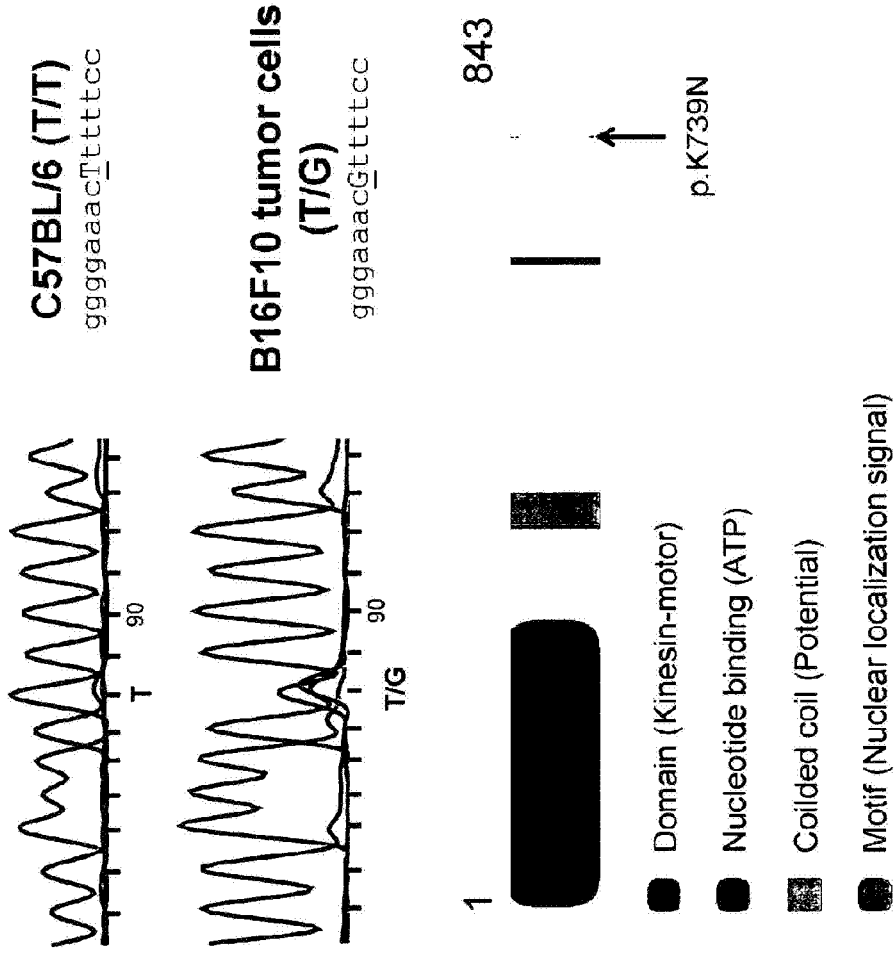 C57BL/6 (T/T)
ggggaaacTttttcc
90
T
B16F10 tumor cells
(T/G)
gggaaacGttttcc
90
T/G
1
843
p.K739N
Domain (Kinesin-motor)
Nucleotide binding (ATP)
Coilded coil (Potential)
Motif (Nuclear localization signal)